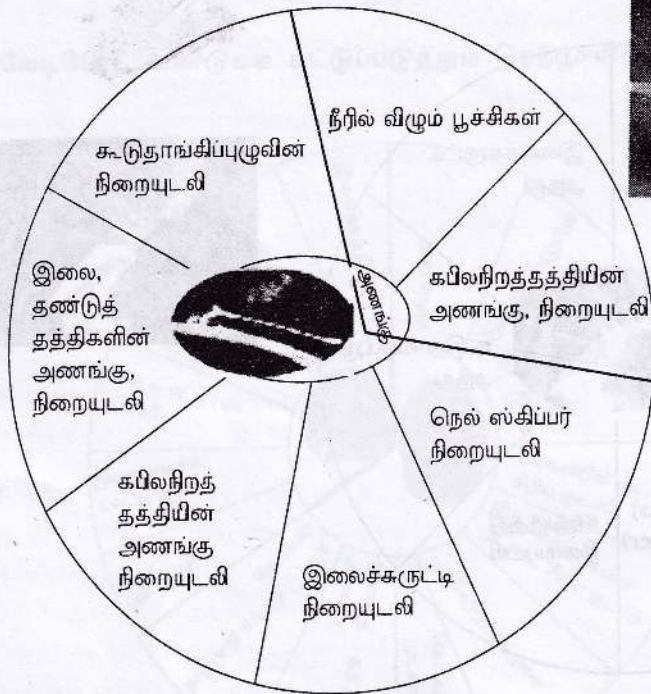 நீரில் விழும் பூச்சிகள்
கூடுதாங்கிப்புழுவின்
நிறையுடலி
இலை,
தண்டுத்
தத்திகளின்
அணங்கு,
நிறையுடலி
அணங்கு
கபிலநிறத்தத்தியின்
அணங்கு, நிறையுடலி
நெல் ஸ்கிப்பர்
நிறையுடலி
கபிலநிறத்
தத்தியின்
அணங்கு
நிறையுடலி
இலைச்சுருட்டி
நிறையுடலி